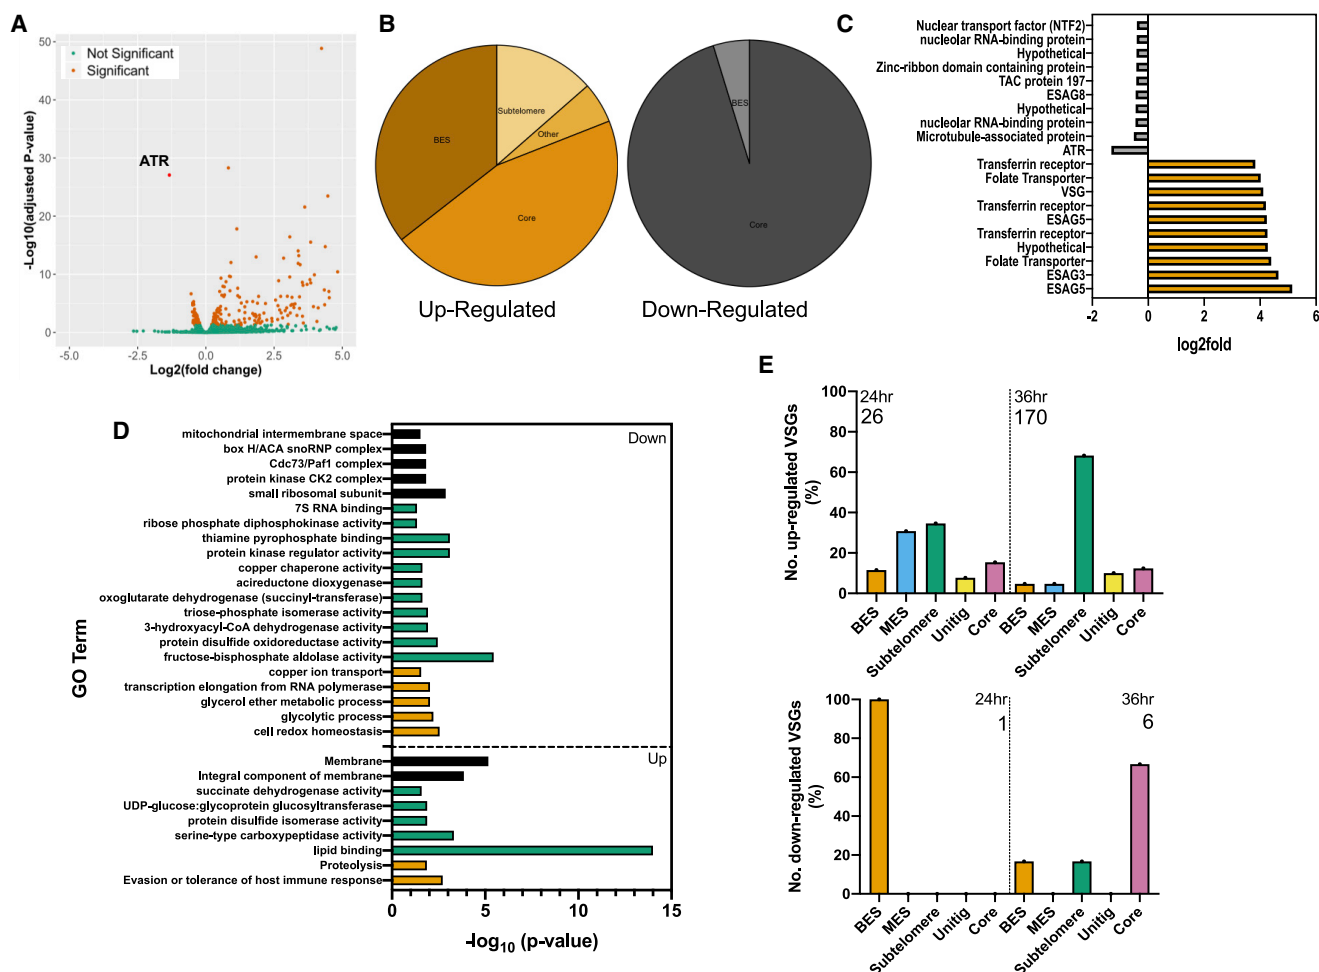 A
50
40
30
20
10
0
-Log10(adjusted P-value)
Not Significant
Significant
ATR
-5.0
-2.5
0.0
2.5
5.0
Log2(fold change)
B
BES
Subtelomere
Other
Core
Up-Regulated
BES
Core
Down-Regulated
C
Nuclear transport factor (NTF2)
nucleolar RNA-binding protein
Hypothetical
Zinc-ribbon domain containing protein
TAC protein 197
ESAG8
Hypothetical
nucleolar RNA-binding protein
Microtubule-associated protein
ATR
Transferrin receptor
Folate Transporter
VSG
Transferrin receptor
ESAG5
Transferrin receptor
Hypothetical
Folate Transporter
ESAG3
ESAG5
-2
0
2
4
6
log2fold
D
GO Term
Down
mitochondrial intermembrane space
box H/ACA snoRNP complex
Cdc73/Paf1 complex
protein kinase CK2 complex
small ribosomal subunit
7S RNA binding
ribose phosphate diphosphokinase activity
thiamine pyrophosphate binding
protein kinase regulator activity
copper chaperone activity
acireductone dioxygenase
oxoglutarate dehydrogenase (succinyl-transferase)
triose-phosphate isomerase activity
3-hydroxyacyl-CoA dehydrogenase activity
protein disulfide oxidoreductase activity
fructose-bisphosphate aldolase activity
copper ion transport
transcription elongation from RNA polymerase
glycerol ether metabolic process
glycolytic process
cell redox homeostasis
Up
Membrane
Integral component of membrane
succinate dehydrogenase activity
UDP-glucose:glycoprotein glucosyltransferase
protein disulfide isomerase activity
serine-type carboxypeptidase activity
lipid binding
Proteolysis
Evasion or tolerance of host immune response
0
5
10
15
-log10 (p-value)
E
No. up-regulated VSGs
(%)
100
80
60
40
20
0
24hr
26
36hr
170
BES
MES
Subtelomere
Unitig
Core
BES
MES
Subtelomere
Unitig
Core
No. down-regulated VSGs
(%)
100
80
60
40
20
0
24hr
1
36hr
6
BES
MES
Subtelomere
Unitig
Core
BES
MES
Subtelomere
Unitig
Core